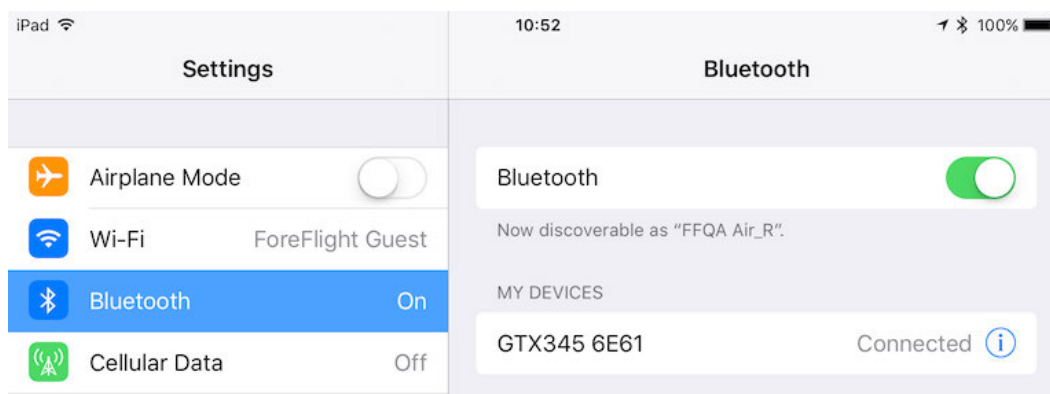 iPad 10:52 100%
Settings Bluetooth
Airplane Mode
Bluetooth
Wi-Fi ForeFlight Guest
Now discoverable as “FFQA Air_R”.
Bluetooth On
MY DEVICES
GTX345 6E61 Connected
Cellular Data Off